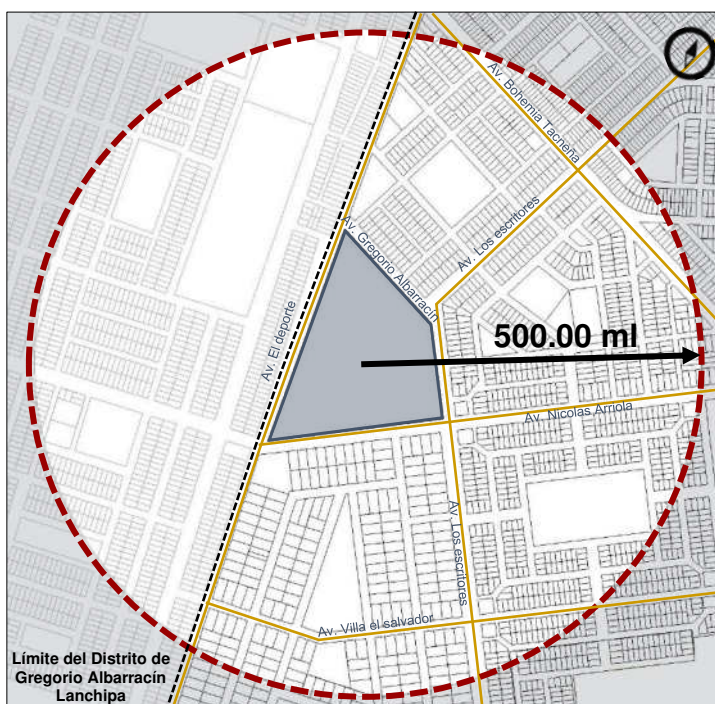 Av. Bohemia Tacneña
Av. Los escritores
Av. Gregorio Albarracín
Av. El deporte
500.00 ml
Av. Nicolas Arriola
Av. Los escritores
Av. Villa el salvador
Límite del Distrito de
Gregorio Albarracín
Lanchipa